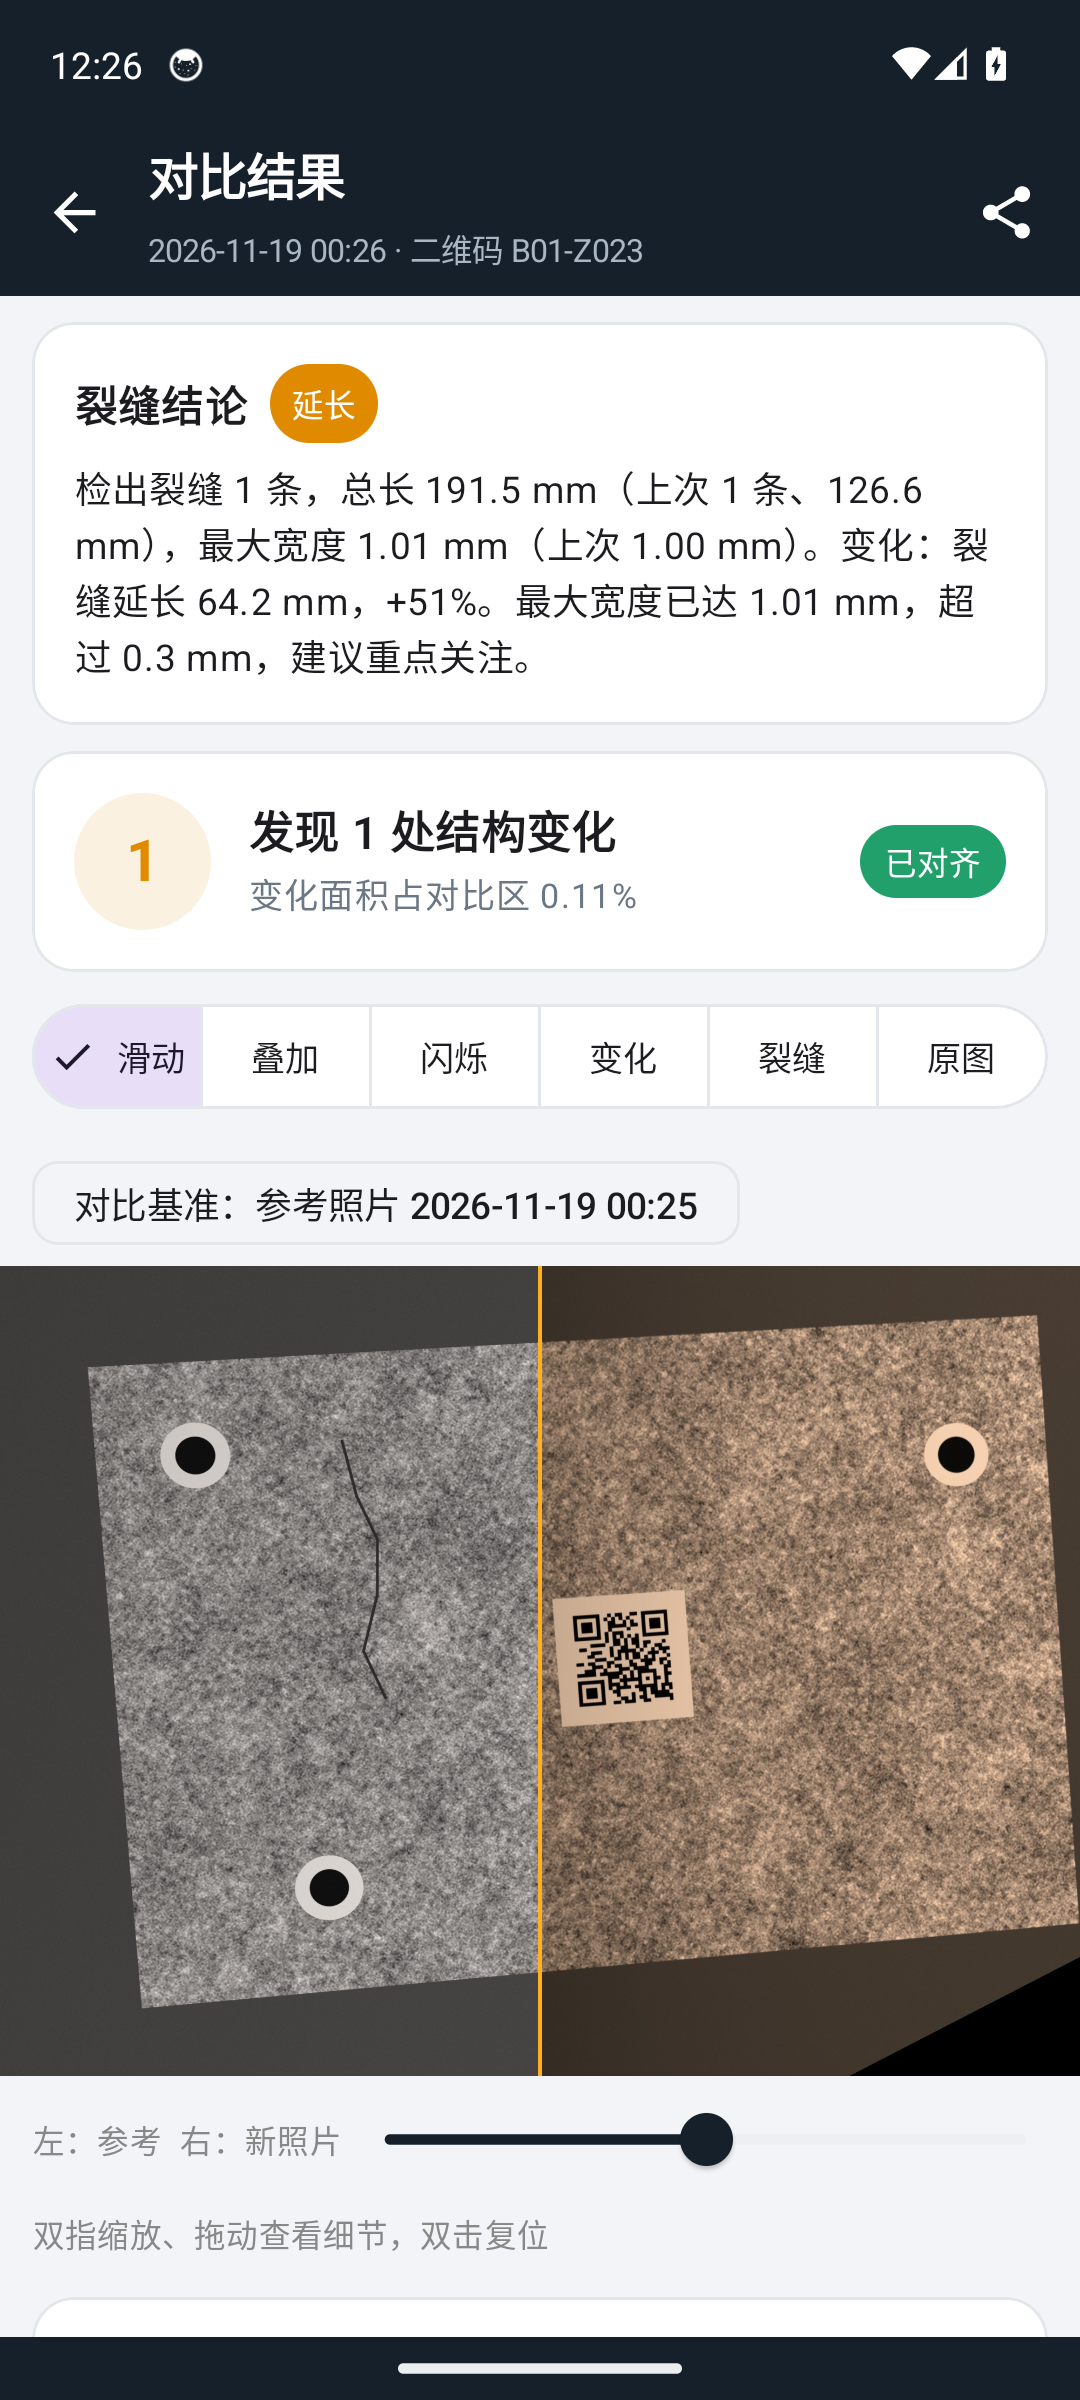 12:26
对比结果
2026-11-19 00:26 · 二维码 B01-Z023
裂缝结论 延长
检出裂缝 1 条，总长 191.5 mm（上次 1 条、126.6
mm），最大宽度 1.01 mm（上次 1.00 mm）。变化：裂
缝延长 64.2 mm，+51%。最大宽度已达 1.01 mm，超
过 0.3 mm，建议重点关注。
1
发现 1 处结构变化
变化面积占对比区 0.11%
已对齐
滑动 叠加 闪烁 变化 裂缝 原图
对比基准：参考照片 2026-11-19 00:25
左：参考 右：新照片
双指缩放、拖动查看细节，双击复位